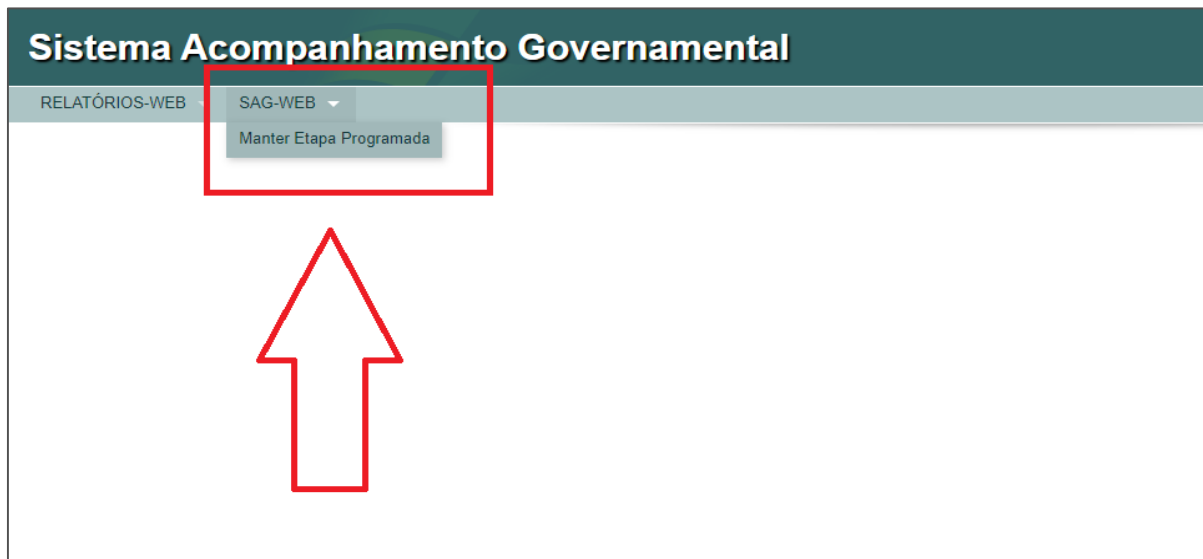 Sistema Acompanhamento Governamental
RELATÓRIOS-WEB SAG-WEB
Manter Etapa Programada